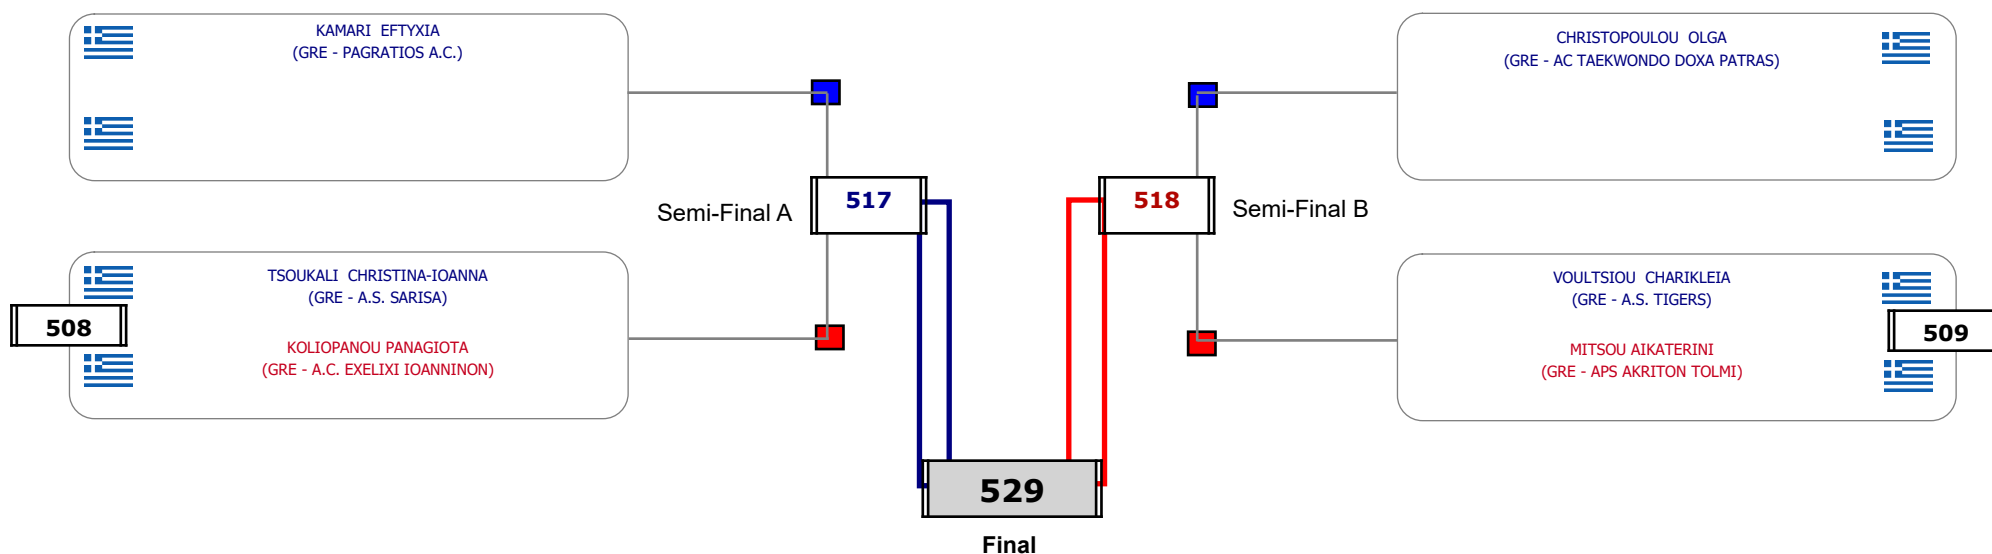 KAMARI EFTYXIA
(GRE - PAGRATIOS A.C.)
CHRISTOPOULOU OLGA
(GRE - AC TAEKWONDO DOXA PATRAS)
517
Semi-Final A
518
Semi-Final B
TSOUKALI CHRISTINA-IOANNA
(GRE - A.S. SARISA)
508
KOLIOPANOU PANAGIOTA
(GRE - A.C. EXELIXI IOANNINON)
VOULTSIOU CHARIKLEIA
(GRE - A.S. TIGERS)
509
MITSOU AIKATERINI
(GRE - APS AKRITON TOLMI)
529
Final